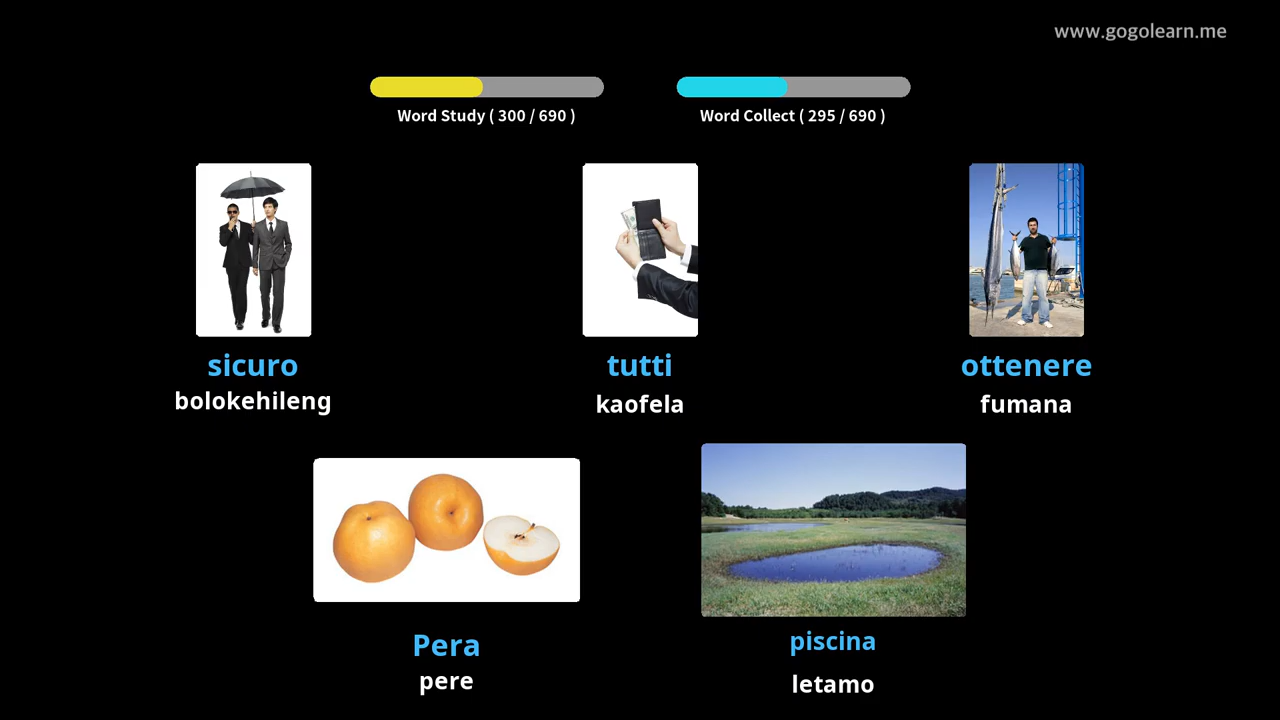 www.gogolearn.me
Word Study ( 300 / 690 )
Word Collect ( 295 / 690 )
sicuro
bolokehileng
tutti
kaofela
ottenere
fumana
Pera
pere
piscina
letamo